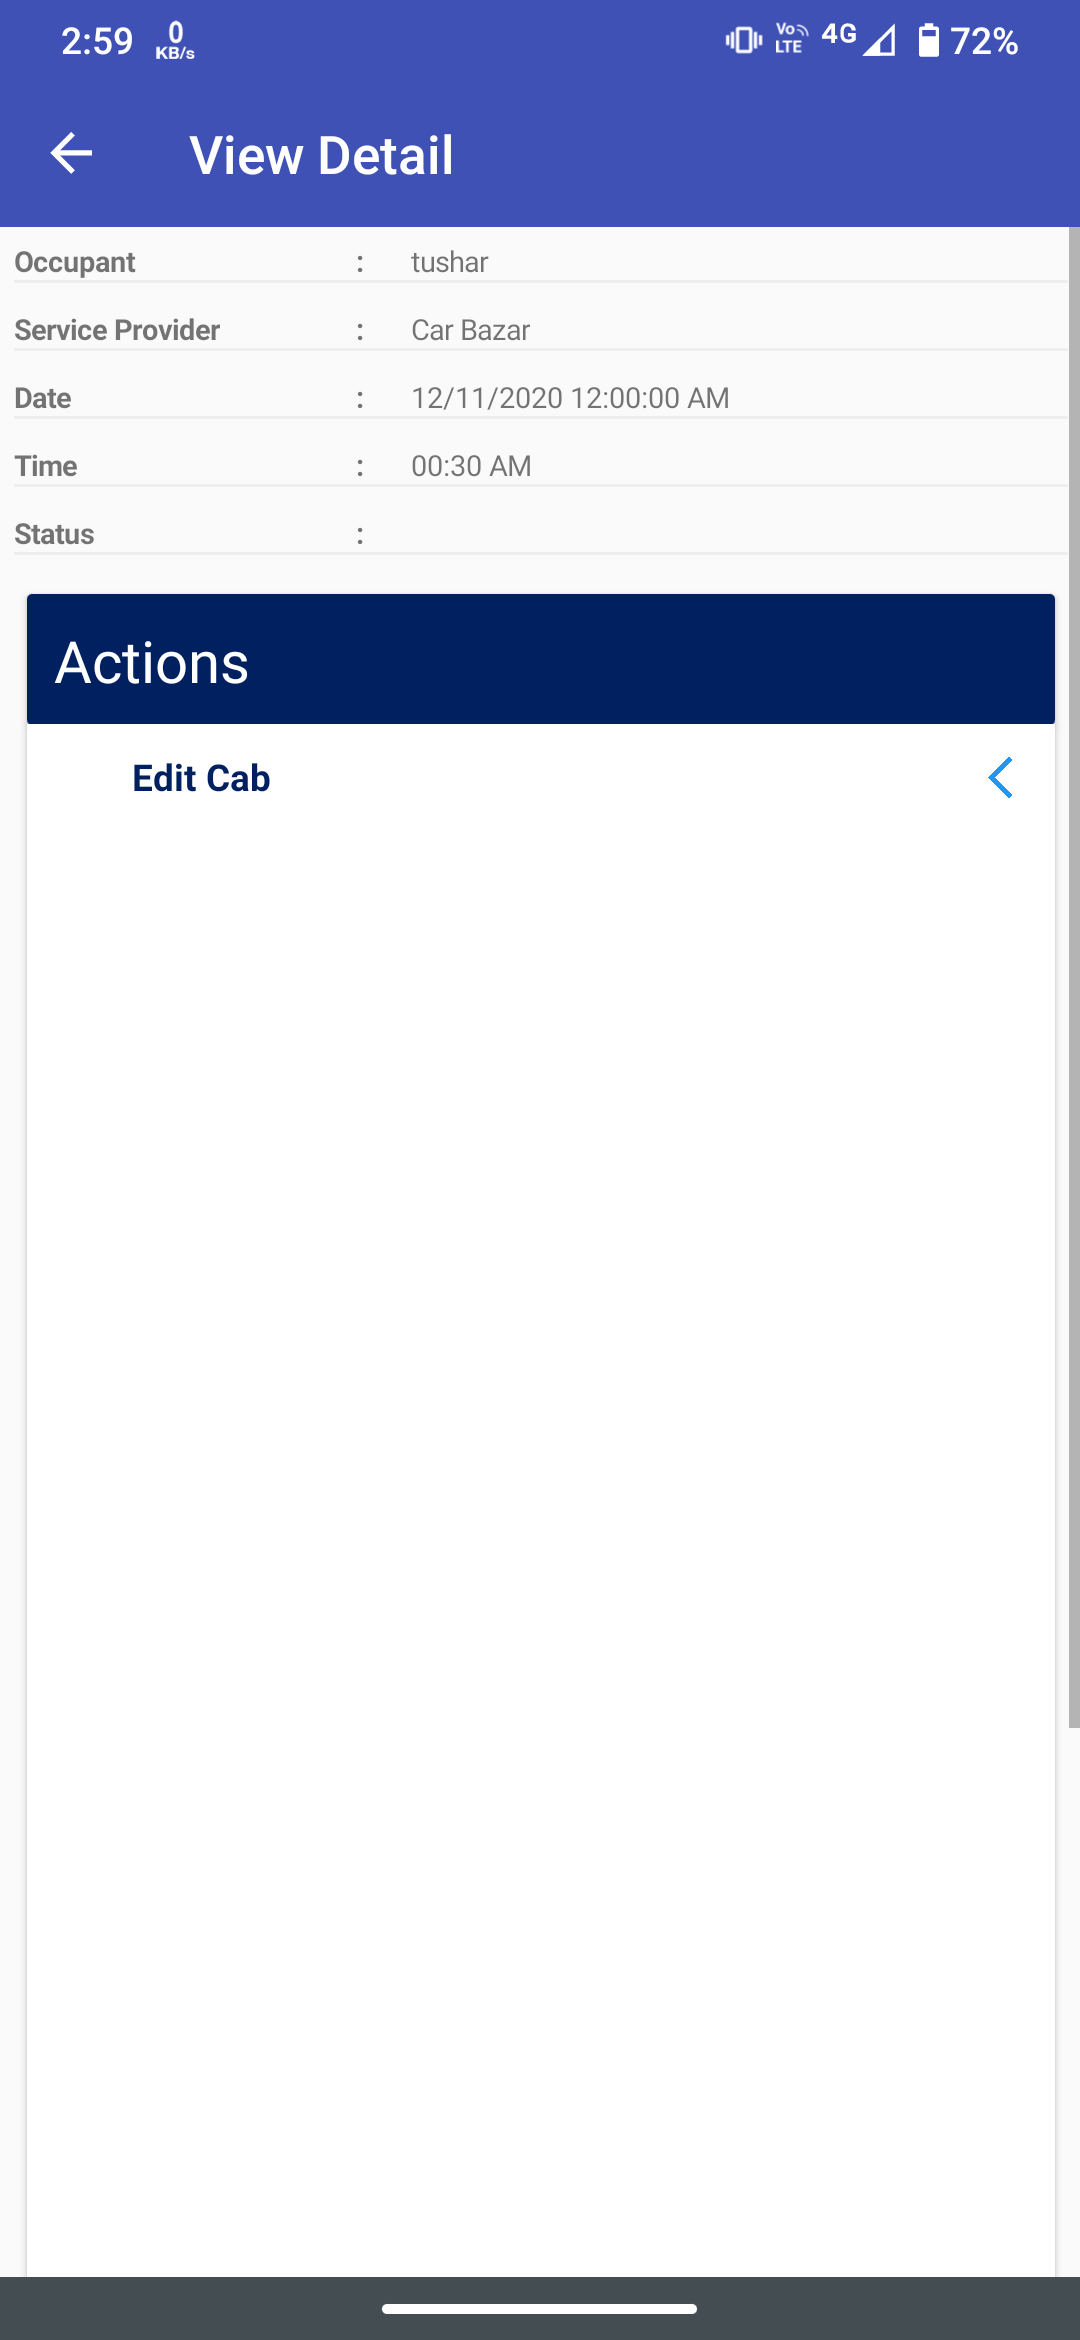 2:59 0 KB/s Vo LTE 4G 72%
View Detail
Occupant : tushar
Service Provider : Car Bazar
Date : 12/11/2020 12:00:00 AM
Time : 00:30 AM
Status :
Actions
Edit Cab